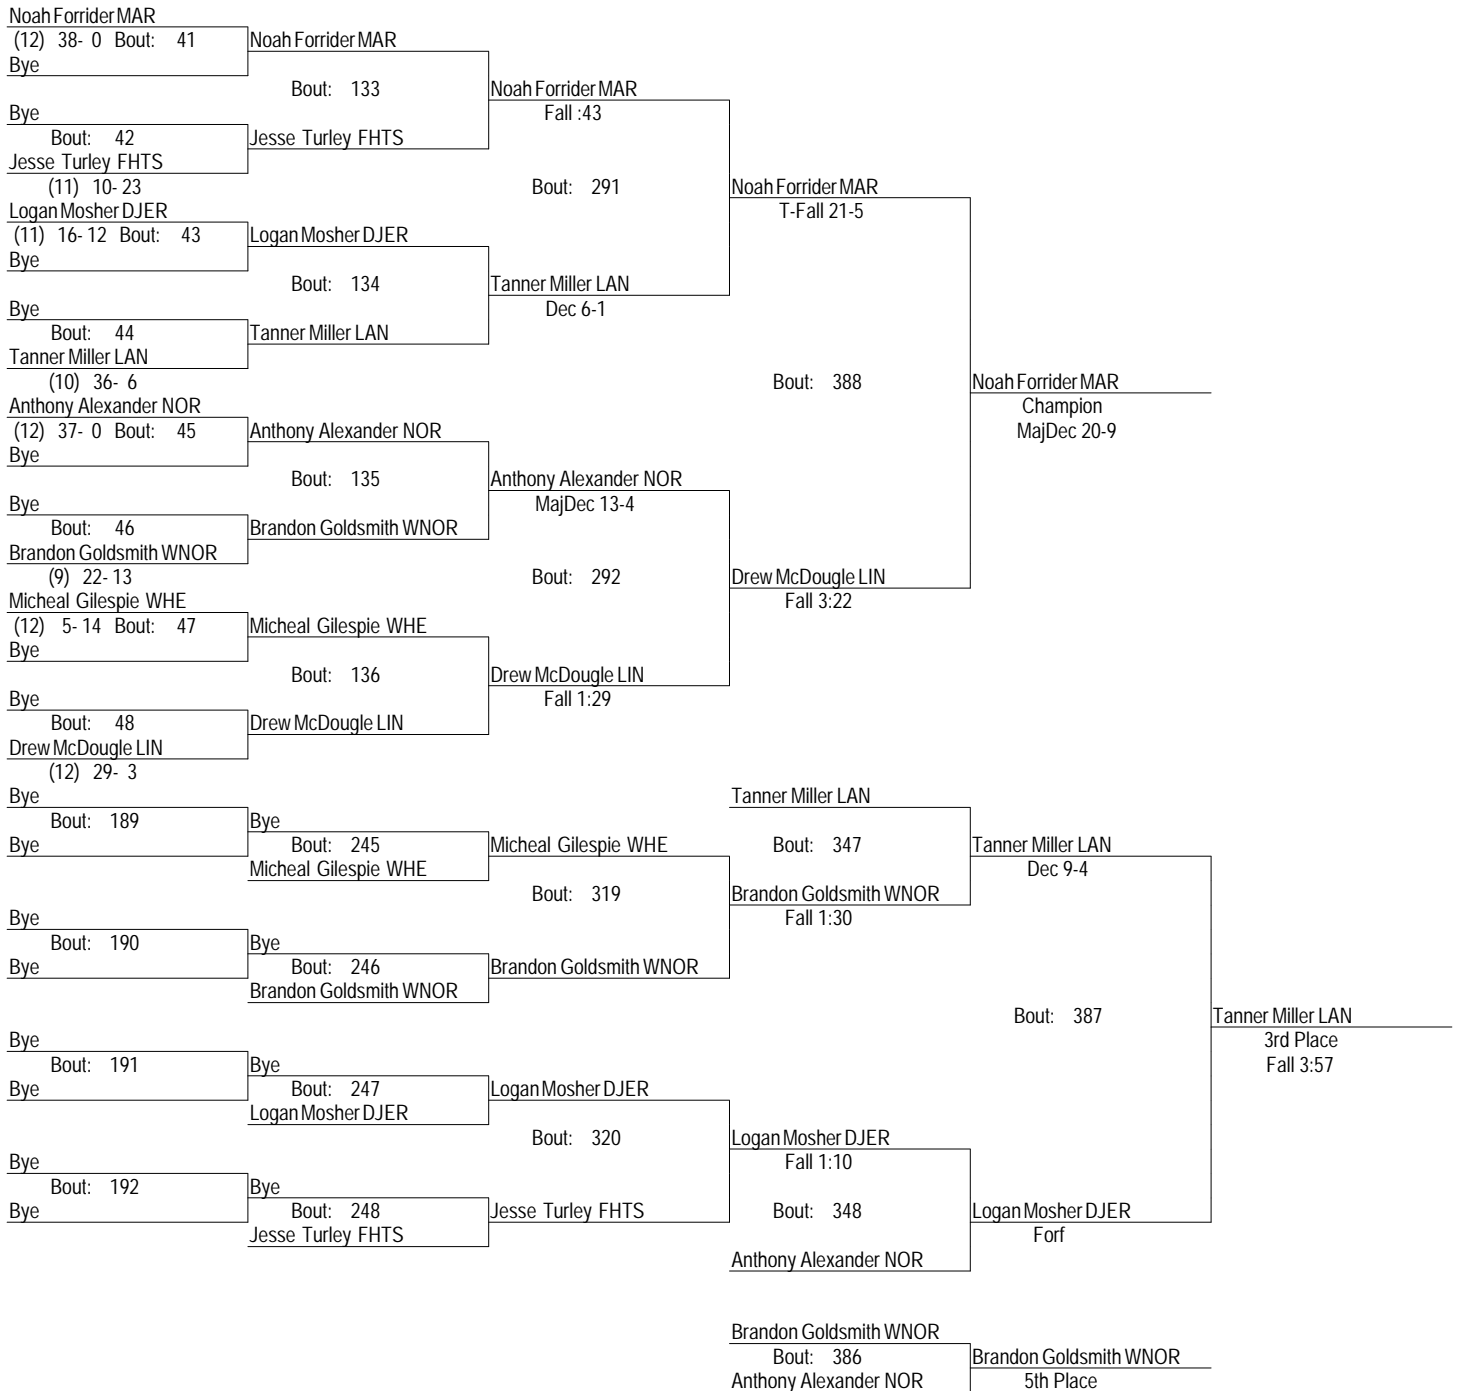 Noah Forrider MAR
(12) 38- 0 Bout: 41 Noah Forrider MAR
Bye
Bout: 133 Noah Forrider MAR
Bye Fall :43
Bout: 42 Jesse Turley FHTS
Jesse Turley FHTS
(11) 10- 23 Bout: 291 Noah Forrider MAR
Logan Mosher DJER T-Fall 21-5
(11) 16- 12 Bout: 43 Logan Mosher DJER
Bye
Bout: 134 Tanner Miller LAN
Bye Dec 6-1
Bout: 44 Tanner Miller LAN
Tanner Miller LAN
(10) 36- 6 Bout: 388 Noah Forrider MAR
Anthony Alexander NOR Champion
(12) 37- 0 Bout: 45 Anthony Alexander NOR MajDec 20-9
Bye
Bout: 135 Anthony Alexander NOR
Bye MajDec 13-4
Bout: 46 Brandon Goldsmith WNOR
Brandon Goldsmith WNOR
(9) 22- 13 Bout: 292 Drew McDougle LIN
Micheal Gilespie WHE Fall 3:22
(12) 5- 14 Bout: 47 Micheal Gilespie WHE
Bye
Bout: 136 Drew McDougle LIN
Bye Fall 1:29
Bout: 48 Drew McDougle LIN
Drew McDougle LIN
(12) 29- 3
Bye Tanner Miller LAN
Bout: 189 Bye
Bye Bout: 245 Micheal Gilespie WHE Bout: 347 Tanner Miller LAN
Micheal Gilespie WHE Dec 9-4
Bout: 319 Brandon Goldsmith WNOR
Bye Fall 1:30
Bout: 190 Bye
Bye Bout: 246 Brandon Goldsmith WNOR
Brandon Goldsmith WNOR
Bout: 387 Tanner Miller LAN
Bye 3rd Place
Bout: 191 Bye Fall 3:57
Bye Bout: 247 Logan Mosher DJER
Logan Mosher DJER
Bout: 320 Logan Mosher DJER
Bye Fall 1:10
Bout: 192 Bye
Bye Bout: 248 Jesse Turley FHTS Bout: 348 Logan Mosher DJER
Jesse Turley FHTS Forf
Anthony Alexander NOR
Brandon Goldsmith WNOR
Bout: 386 Brandon Goldsmith WNOR
Anthony Alexander NOR 5th Place